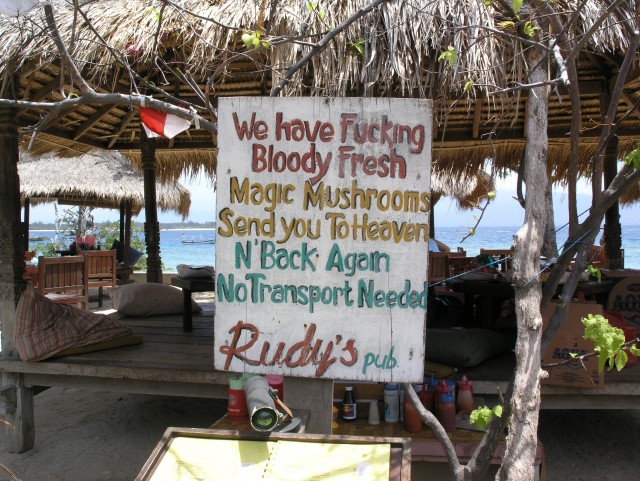 We have Fucking
Bloody Fresh
Magic Mushrooms
Send you To Heaven
N' Back Again
No Transport Needed
Rudy's pub.